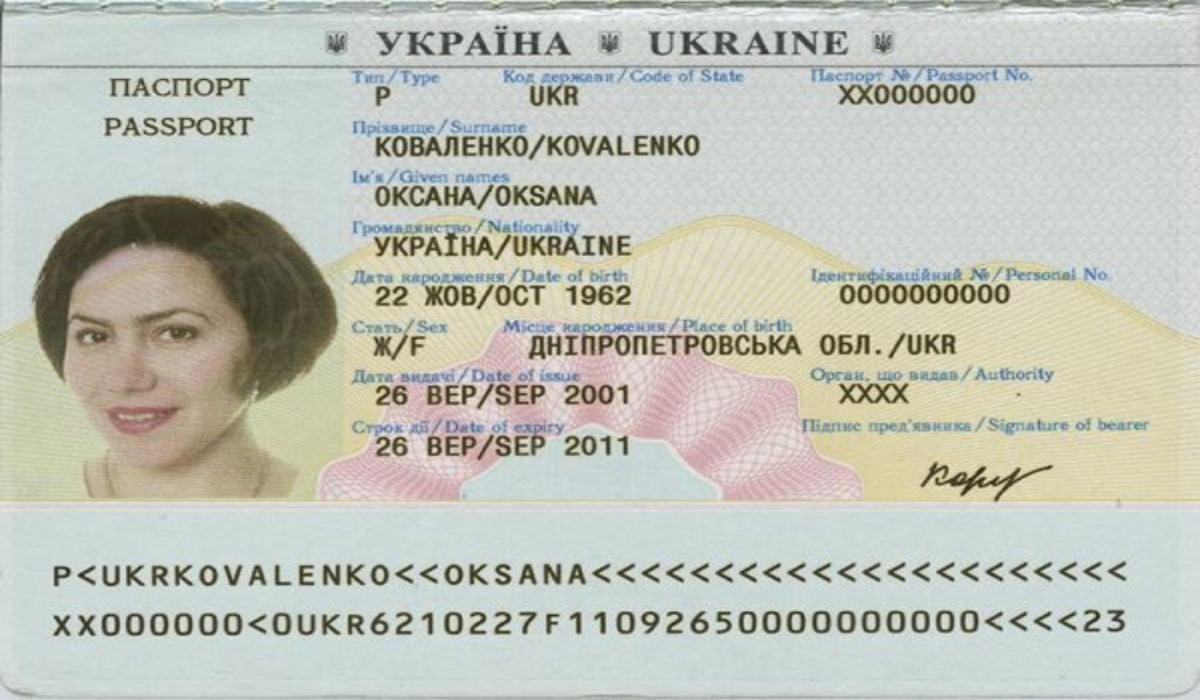 УКРАЇНА UKRAINE
ПАСПОРТ
PASSPORT
Тип/Type Код держави/Code of State Паспорт №/Passport No.
P UKR XX000000
Прізвище/Surname
КОВАЛЕНКО/KOVALENKO
Ім'я/Given names
ОКСАНА/OKSANA
Громадянство/Nationality
УКРАЇНА/UKRAINE
Дата народження/Date of birth Ідентифікаційний №/Personal No.
22 ЖОВ/OCT 1962 0000000000
Стать/Sex Місце народження/Place of birth
Ж/F ДНІПРОПЕТРОВСЬКА ОБЛ./UKR
Дата видачі/Date of issue Орган, що видав/Authority
26 ВЕР/SEP 2001 XXXX
Строк дії/Date of expiry Підпис пред'явника/Signature of bearer
26 ВЕР/SEP 2011
P<UKRKOVALENKO<<OKSANA<<<<<<<<<<<<<<<<<<<<<<
XX000000<0UKR6210227F11092650000000000<<<<23